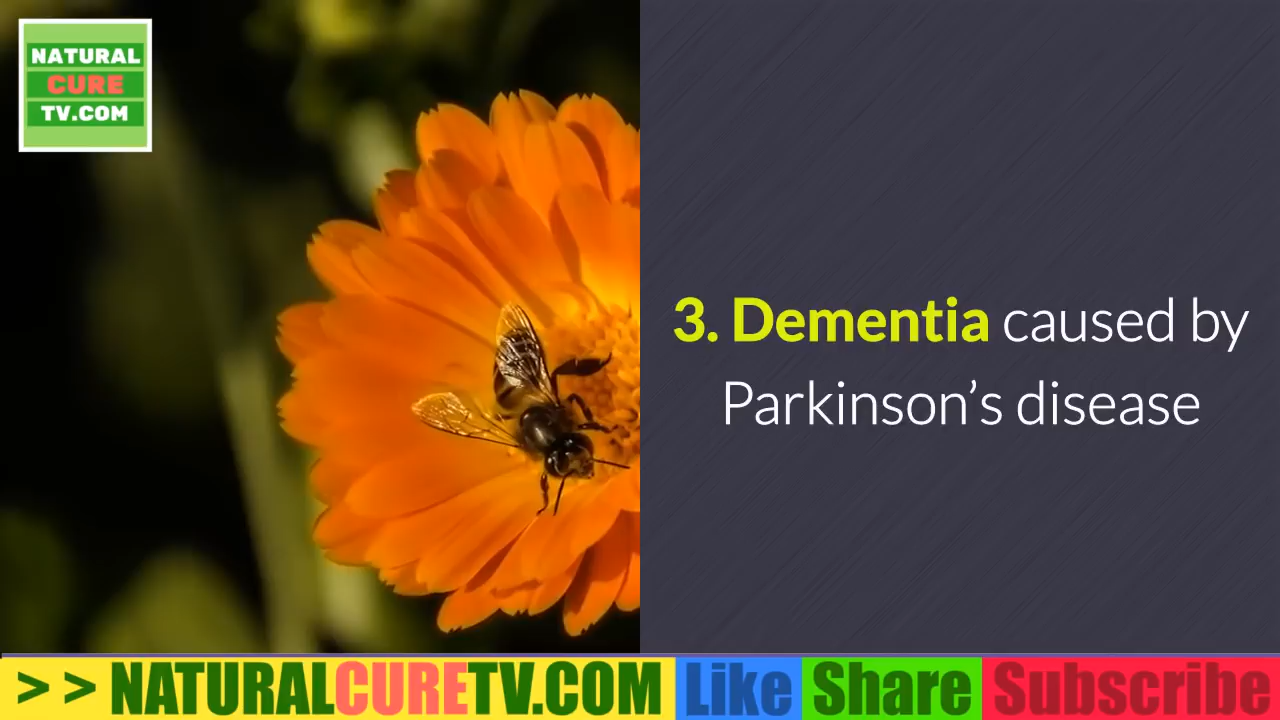 NATURAL
CURE
TV.COM
3. Dementia caused by
Parkinson’s disease
> > NATURALCURETV.COM Like Share Subscribe